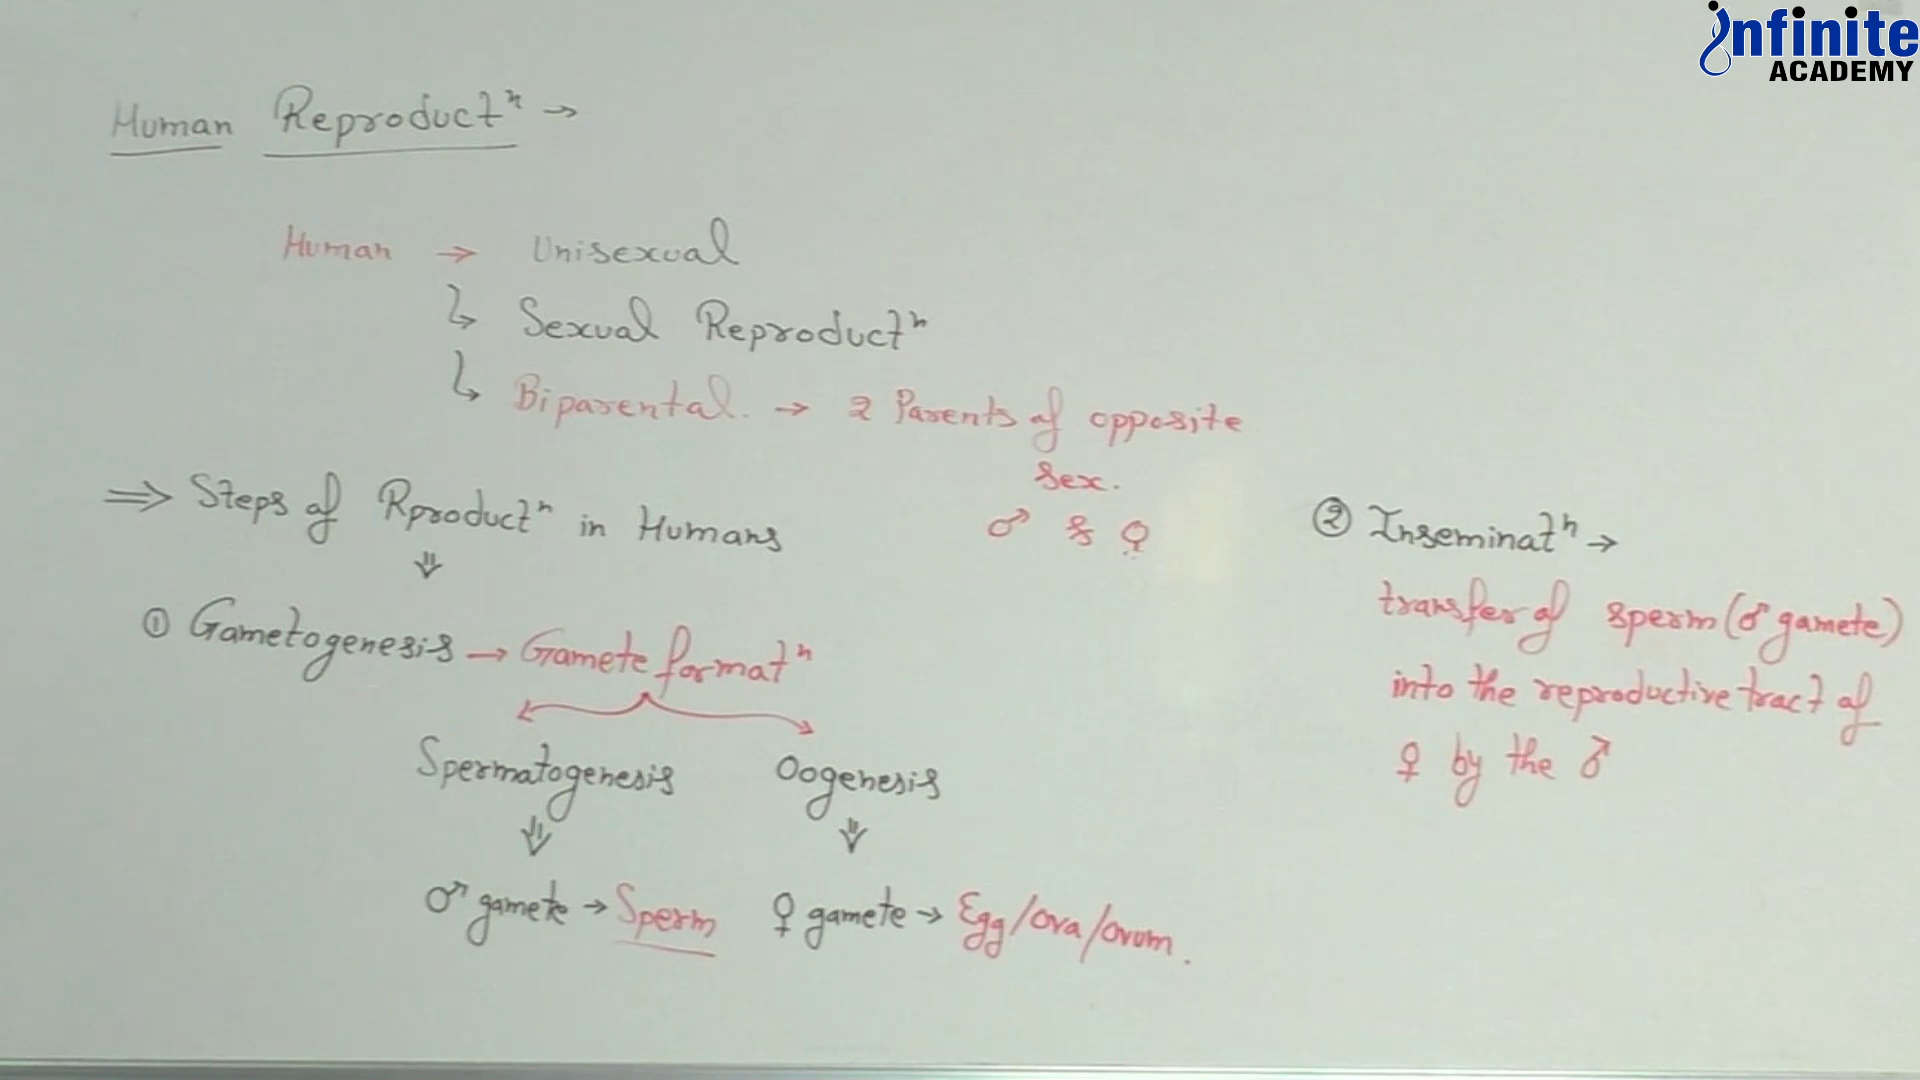 infinite
ACADEMY
Human Reproductⁿ →
Human → Unisexual
↳ Sexual Reproductⁿ
↳ Biparental. → 2 Parents of opposite
sex.
♂ & ♀
⇒ Steps of Rproductⁿ in Humans
⇓
① Gametogenesis → Gamete formatⁿ
Spermatogenesis Oogenesis
⇓ ⇓
♂ gamete → Sperm ♀ gamete → Egg/ova/ovum.
② Inseminatⁿ →
transfer of sperm (♂ gamete)
into the reproductive tract of
♀ by the ♂